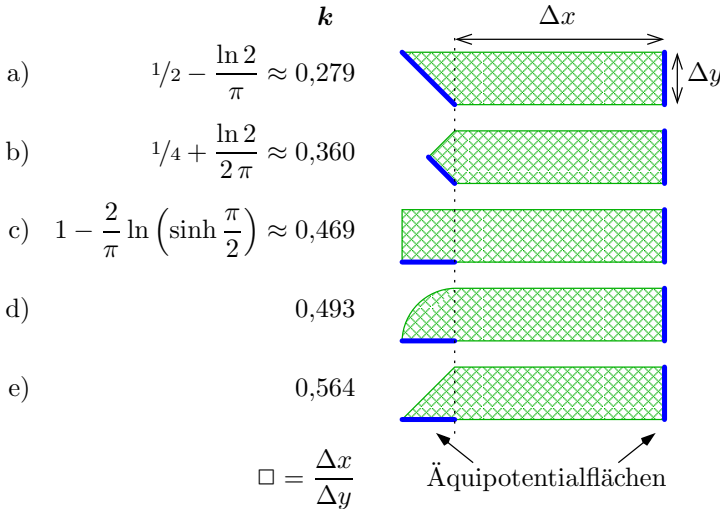 k
Δx
a) 1/2 − ln 2/π ≈ 0,279
Δy
b) 1/4 + ln 2/2 π ≈ 0,360
c) 1 − 2/π ln (sinh π/2) ≈ 0,469
d) 0,493
e) 0,564
□ = Δx/Δy
Äquipotentialflächen